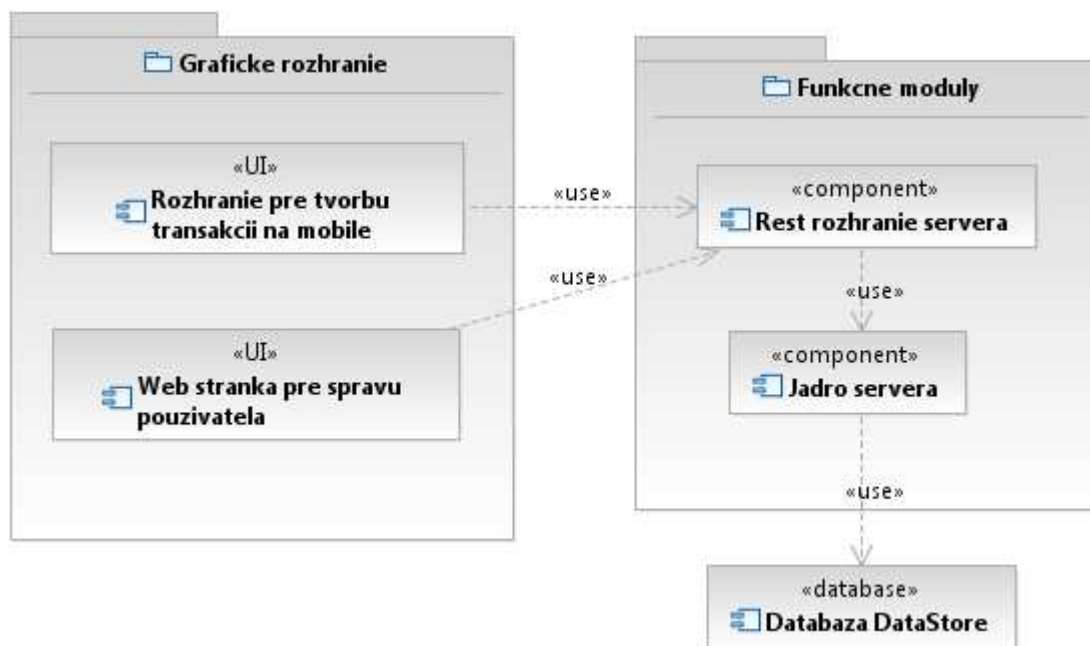 Graficke rozhranie
«UI»
Rozhranie pre tvorbu
transakcii na mobile
«UI»
Web stranka pre spravu
pouzivatela
«use»
«use»
Funkcne moduly
«component»
Rest rozhranie servera
«use»
«component»
Jadro servera
«use»
«database»
Databaza DataStore